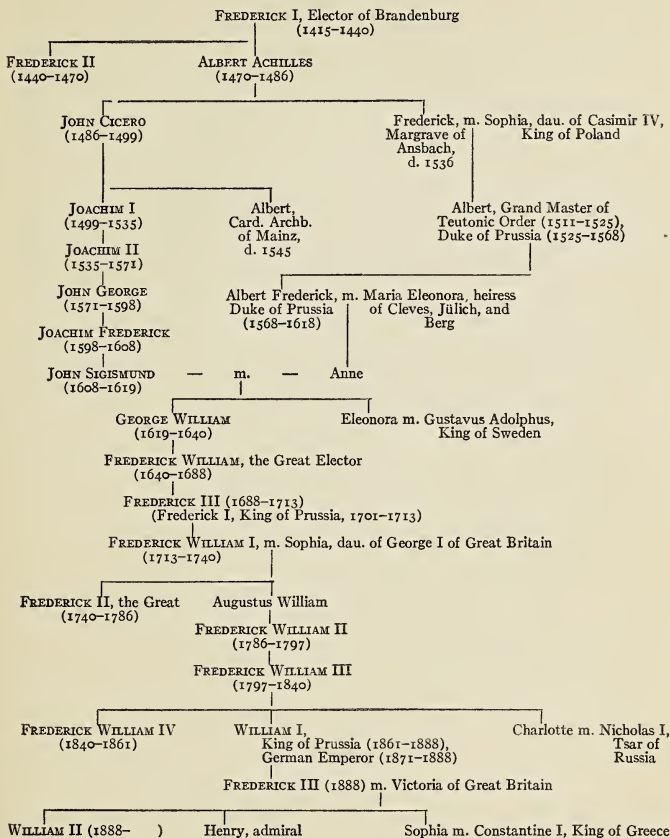 FREDERICK I, Elector of Brandenburg
(1415–1440)
FREDERICK II
(1440–1470)
ALBERT ACHILLES
(1470–1486)
JOHN CICERO
(1486–1499)
Frederick, m. Sophia, dau. of Casimir IV,
Margrave of King of Poland
Ansbach,
d. 1536
JOACHIM I
(1499–1535)
Albert,
Card. Archb.
of Mainz,
d. 1545
Albert, Grand Master of
Teutonic Order (1511–1525),
Duke of Prussia (1525–1568)
JOACHIM II
(1535–1571)
JOHN GEORGE
(1571–1598)
Albert Frederick, m. Maria Eleonora, heiress
Duke of Prussia of Cleves, Jülich, and
(1568–1618) Berg
JOACHIM FREDERICK
(1598–1608)
JOHN SIGISMUND — m. — Anne
(1608–1619)
GEORGE WILLIAM
(1619–1640)
Eleonora m. Gustavus Adolphus,
King of Sweden
FREDERICK WILLIAM, the Great Elector
(1640–1688)
FREDERICK III (1688–1713)
(Frederick I, King of Prussia, 1701–1713)
FREDERICK WILLIAM I, m. Sophia, dau. of George I of Great Britain
(1713–1740)
FREDERICK II, the Great
(1740–1786)
Augustus William
FREDERICK WILLIAM II
(1786–1797)
FREDERICK WILLIAM III
(1797–1840)
FREDERICK WILLIAM IV
(1840–1861)
WILLIAM I,
King of Prussia (1861–1888),
German Emperor (1871–1888)
Charlotte m. Nicholas I,
Tsar of
Russia
FREDERICK III (1888) m. Victoria of Great Britain
WILLIAM II (1888– ) Henry, admiral Sophia m. Constantine I, King of Greece